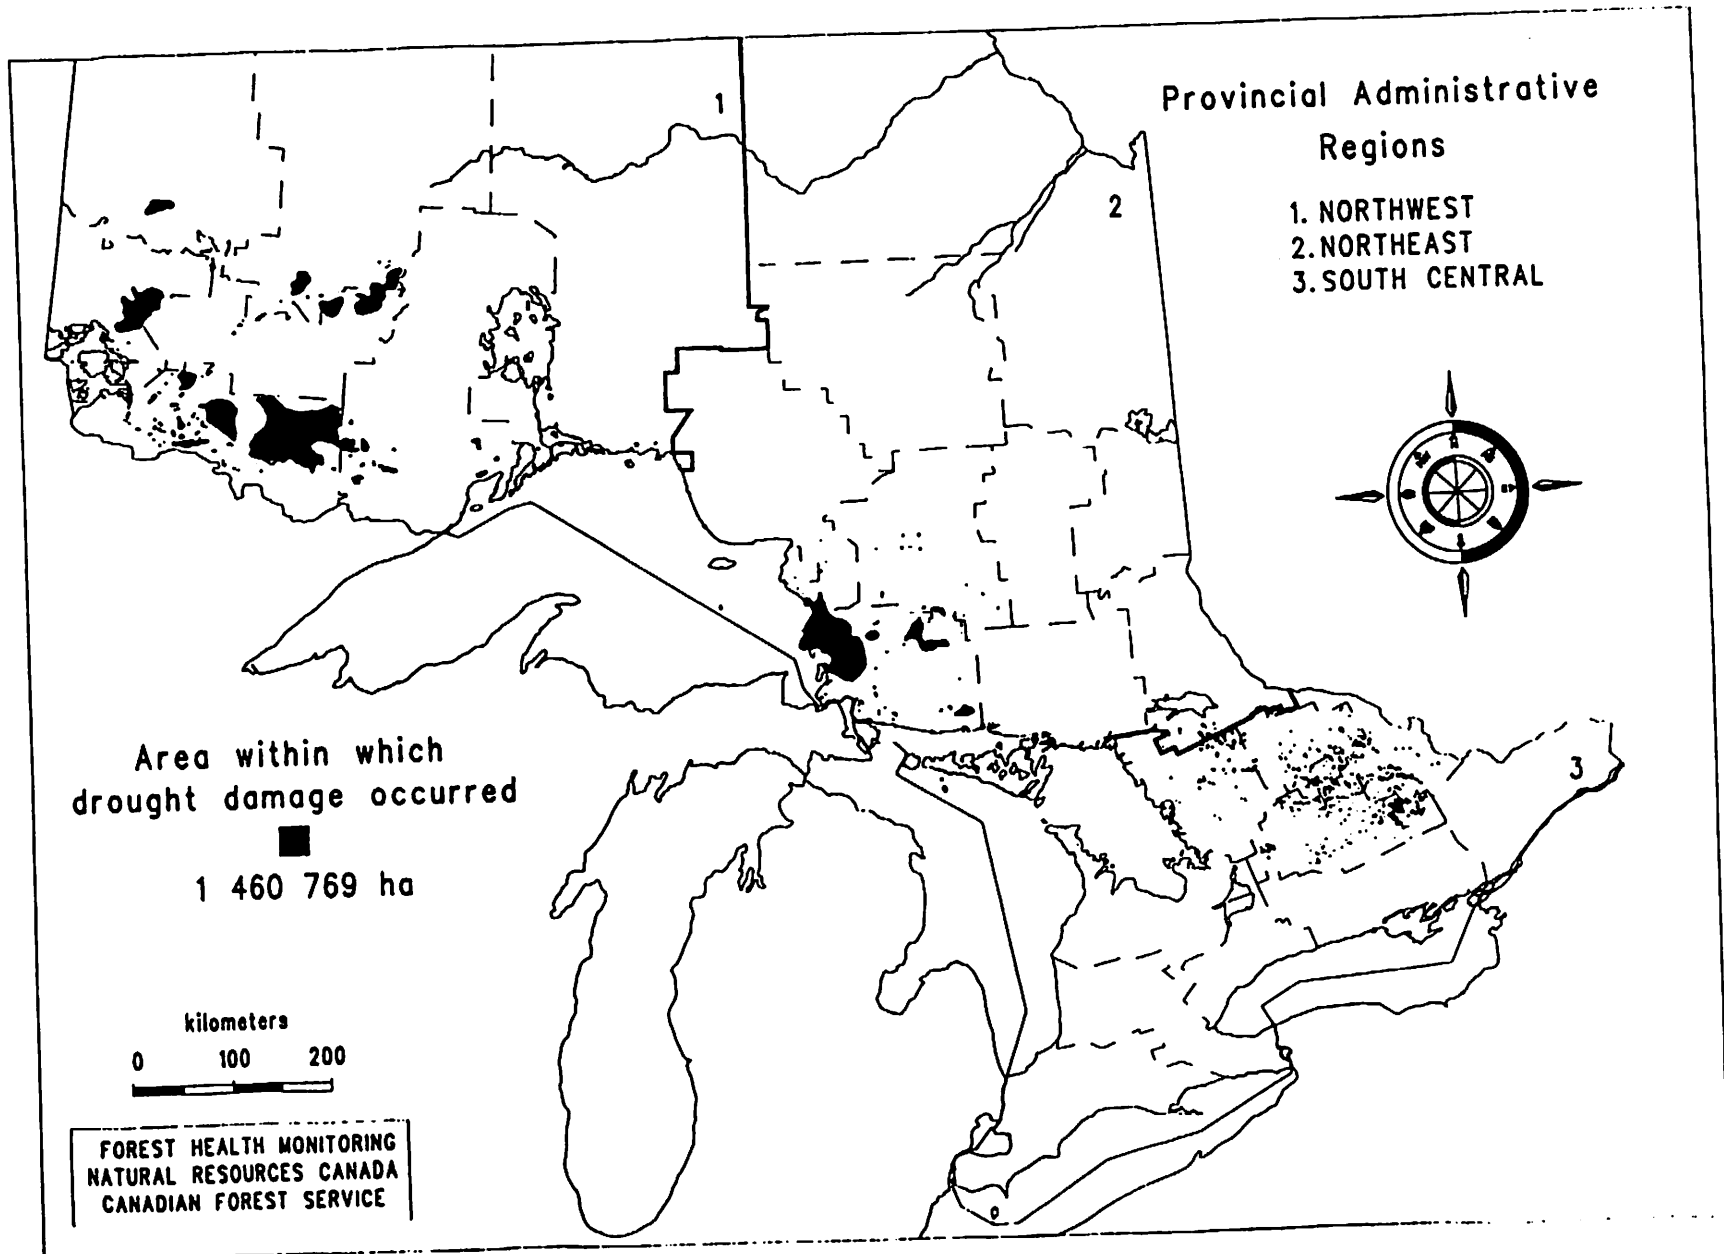 Provincial Administrative
Regions
1. NORTHWEST
2. NORTHEAST
3. SOUTH CENTRAL
1
2
3
Area within which
drought damage occurred
1 460 769 ha
kilometers
0 100 200
FOREST HEALTH MONITORING
NATURAL RESOURCES CANADA
CANADIAN FOREST SERVICE